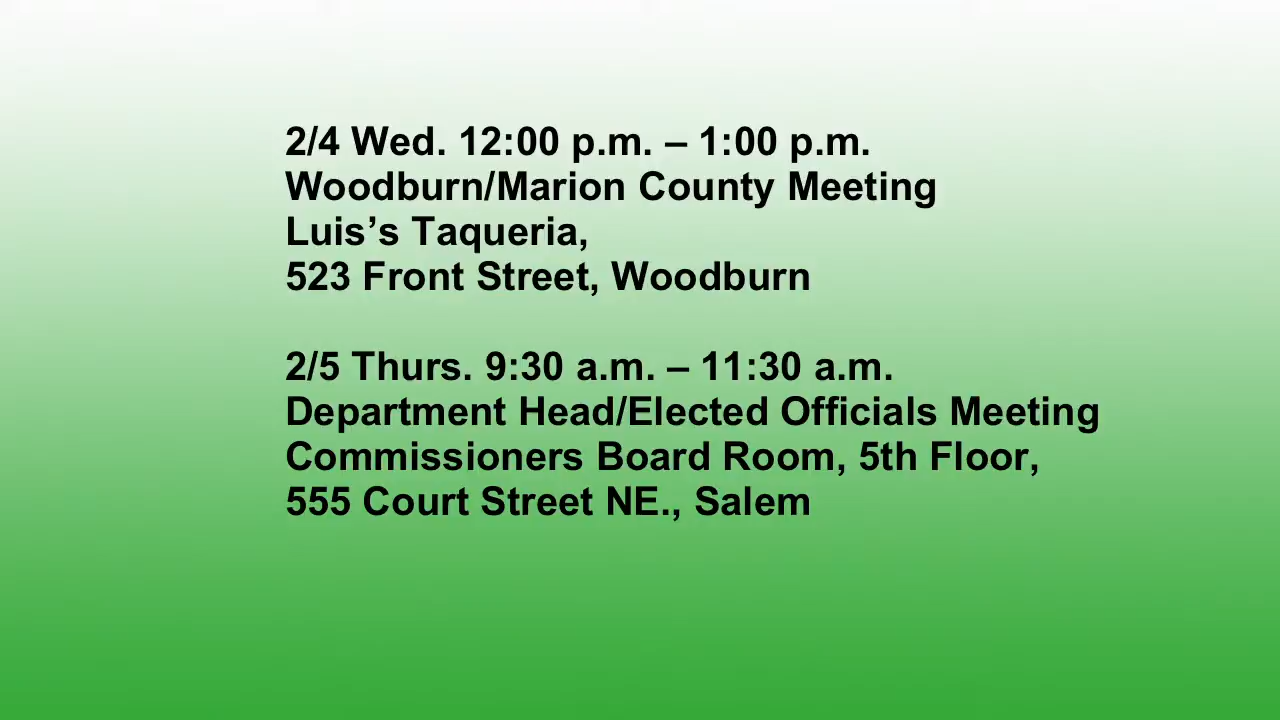 2/4 Wed. 12:00 p.m. – 1:00 p.m.
Woodburn/Marion County Meeting
Luis’s Taqueria,
523 Front Street, Woodburn
2/5 Thurs. 9:30 a.m. – 11:30 a.m.
Department Head/Elected Officials Meeting
Commissioners Board Room, 5th Floor,
555 Court Street NE., Salem